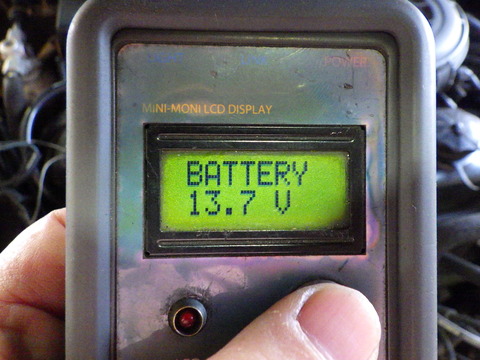 POWER
MINI-MONI LCD DISPLAY
BATTERY
13.7 V